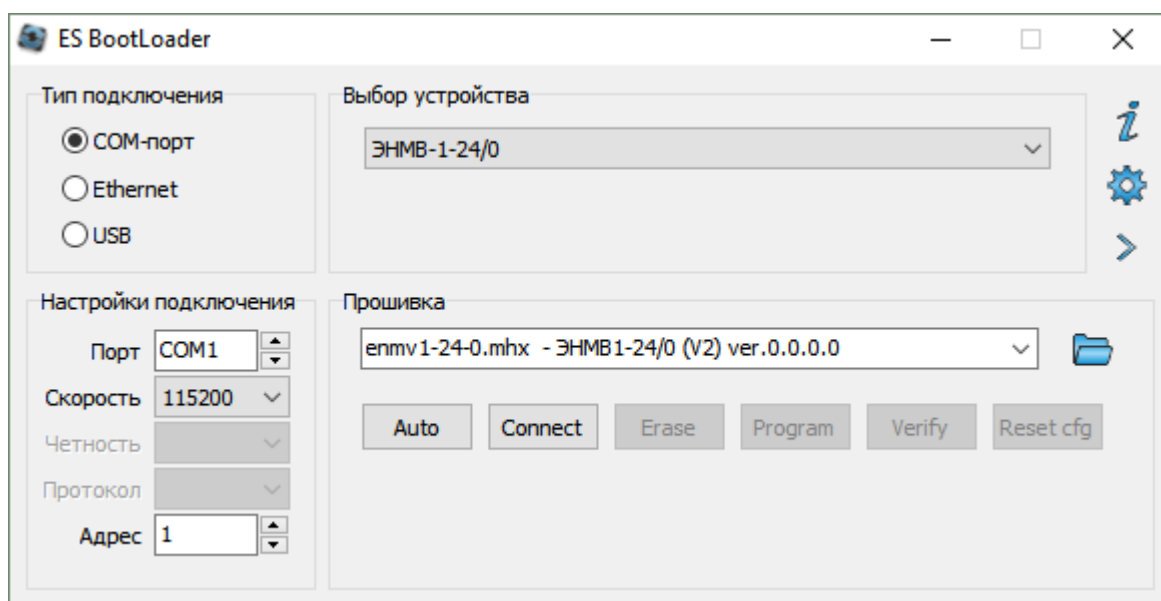 ES BootLoader
Тип подключения
COM-порт
Ethernet
USB
Выбор устройства
ЭНМВ-1-24/0
Настройки подключения
Порт COM1
Скорость 115200
Четность
Протокол
Адрес 1
Прошивка
enmv1-24-0.mhx - ЭНМВ1-24/0 (V2) ver.0.0.0.0
Auto Connect Erase Program Verify Reset cfg